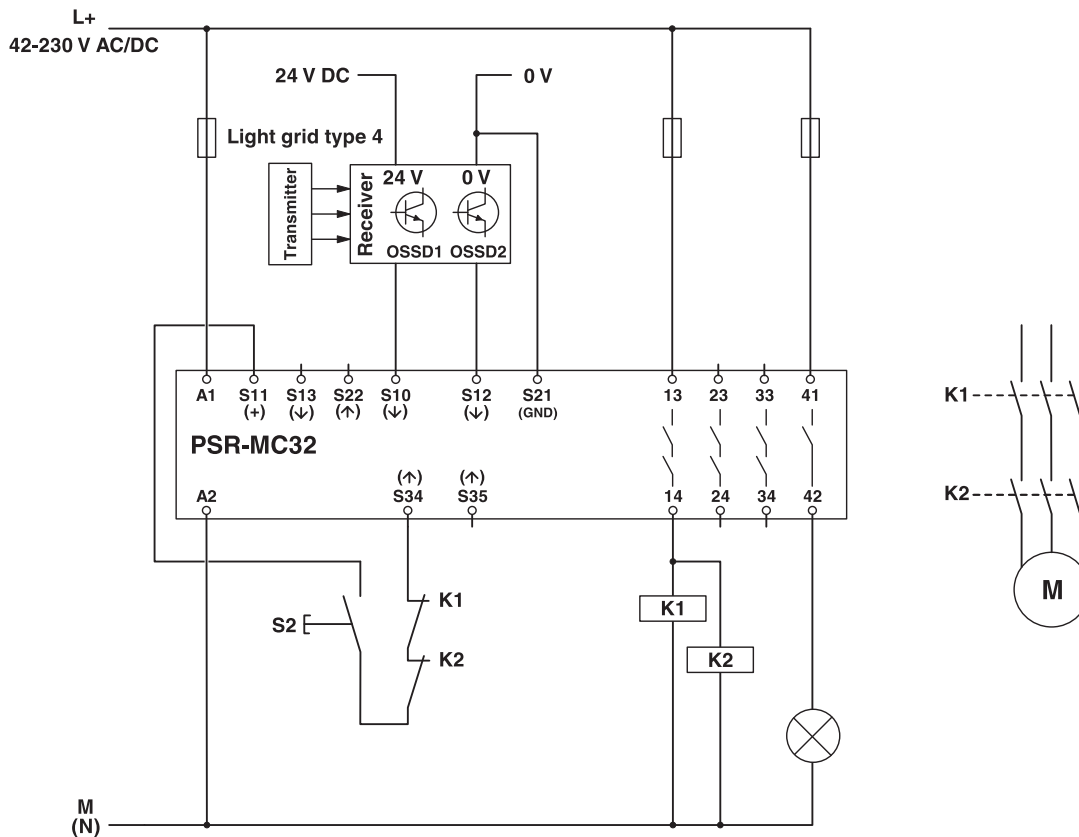 L+
42-230 V AC/DC
24 V DC
0 V
Light grid type 4
Transmitter
Receiver
24 V
0 V
OSSD1
OSSD2
A1
S11
(+)
S13
(↓)
S22
(↑)
S10
(↓)
S12
(↓)
S21
(GND)
13
23
33
41
PSR-MC32
A2
(↑)
S34
(↑)
S35
14
24
34
42
K1
K2
M
S2
K1
K2
K1
K2
M
(N)